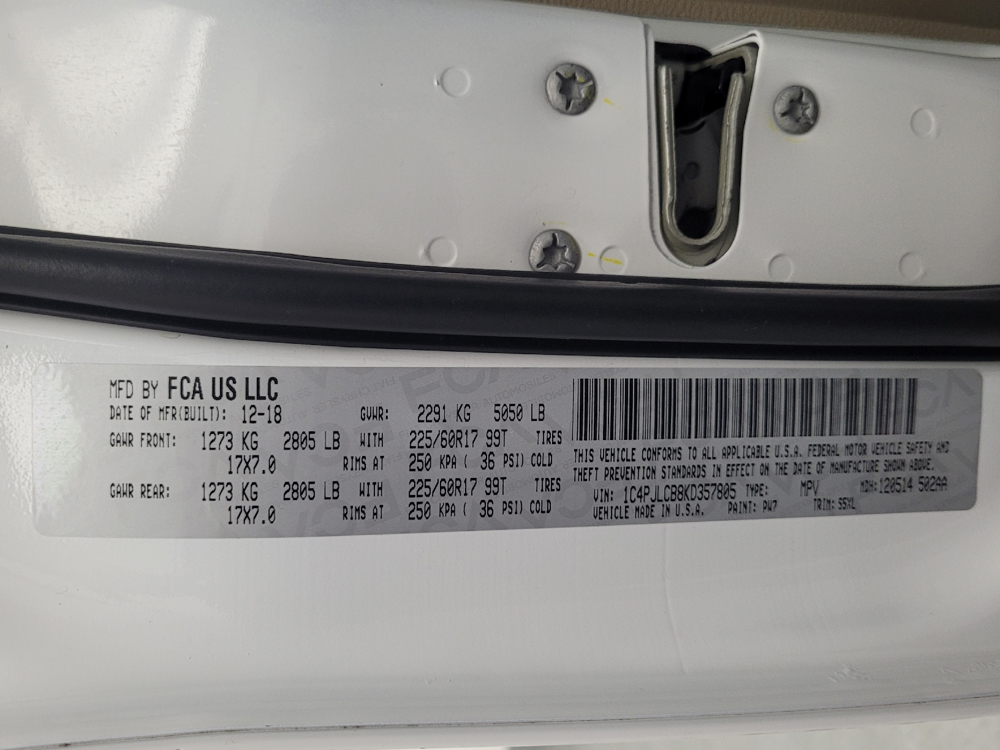 MFD BY FCA US LLC
DATE OF MFR(BUILT): 12-18 GVWR: 2291 KG 5050 LB
GAWR FRONT: 1273 KG 2805 LB WITH 225/60R17 99T TIRES
17X7.0 RIMS AT 250 KPA ( 36 PSI) COLD
GAWR REAR: 1273 KG 2805 LB WITH 225/60R17 99T TIRES
17X7.0 RIMS AT 250 KPA ( 36 PSI) COLD
THIS VEHICLE CONFORMS TO ALL APPLICABLE U.S.A. FEDERAL MOTOR VEHICLE SAFETY AND
THEFT PREVENTION STANDARDS IN EFFECT ON THE DATE OF MANUFACTURE SHOWN ABOVE.
VIN: 1C4PJLCB8KD357805 TYPE: MPV MDH: 120514 502AA
VEHICLE MADE IN U.S.A. PAINT: PW7 TRIM: S5XL